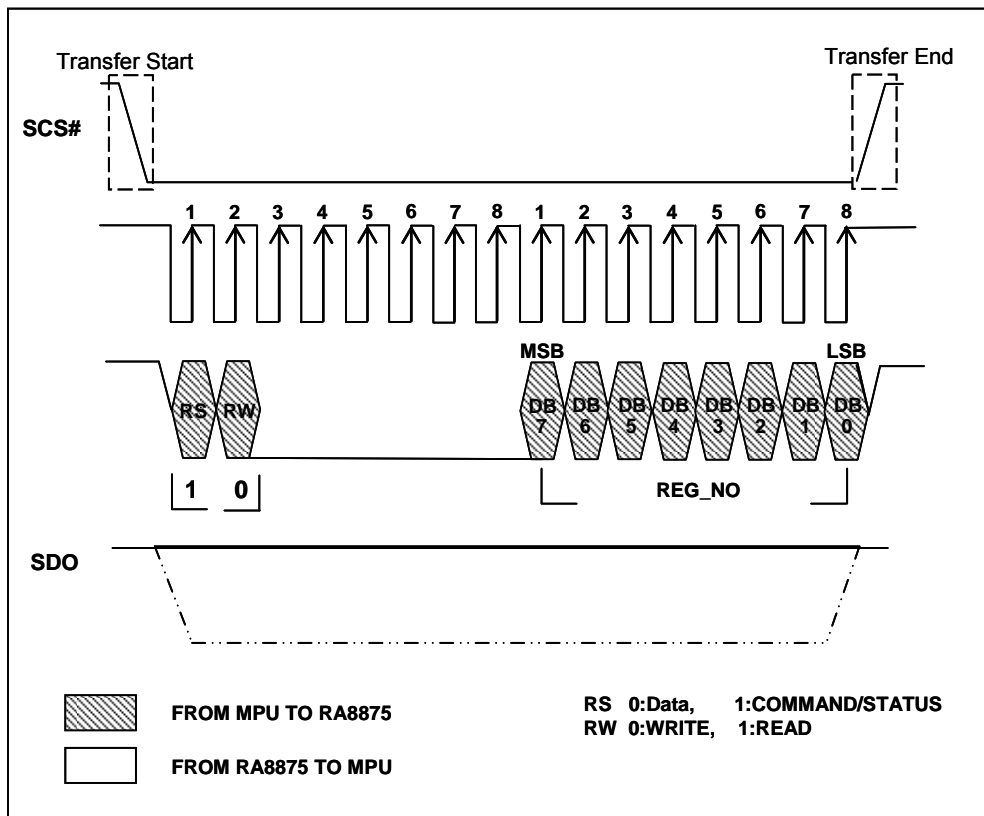 Transfer Start
Transfer End
SCS#
1 2 3 4 5 6 7 8 1 2 3 4 5 6 7 8
MSB
LSB
RS RW DB 7 DB 6 DB 5 DB 4 DB 3 DB 2 DB 1 DB 0
1 0
REG_NO
SDO
FROM MPU TO RA8875
RS 0:Data, 1:COMMAND/STATUS
RW 0:WRITE, 1:READ
FROM RA8875 TO MPU